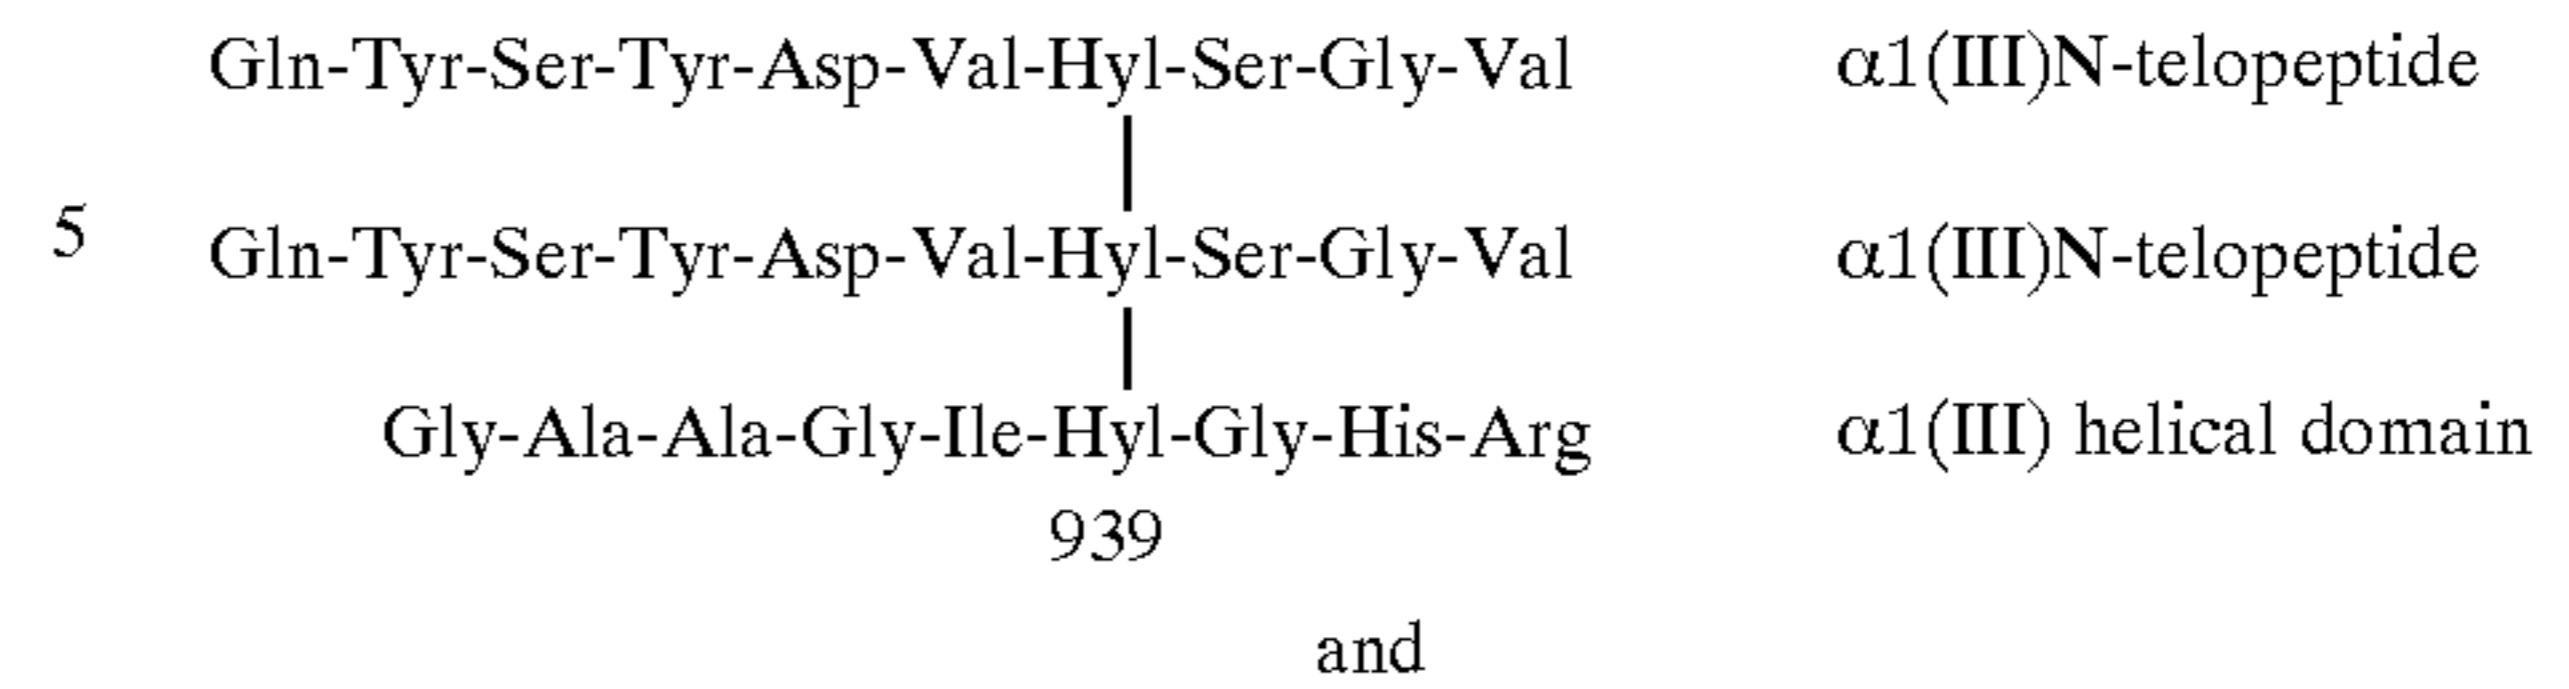 Gln-Tyr-Ser-Tyr-Asp-Val-Hyl-Ser-Gly-Val α1(III)N-telopeptide
5 Gln-Tyr-Ser-Tyr-Asp-Val-Hyl-Ser-Gly-Val α1(III)N-telopeptide
Gly-Ala-Ala-Gly-Ile-Hyl-Gly-His-Arg α1(III) helical domain
939
and